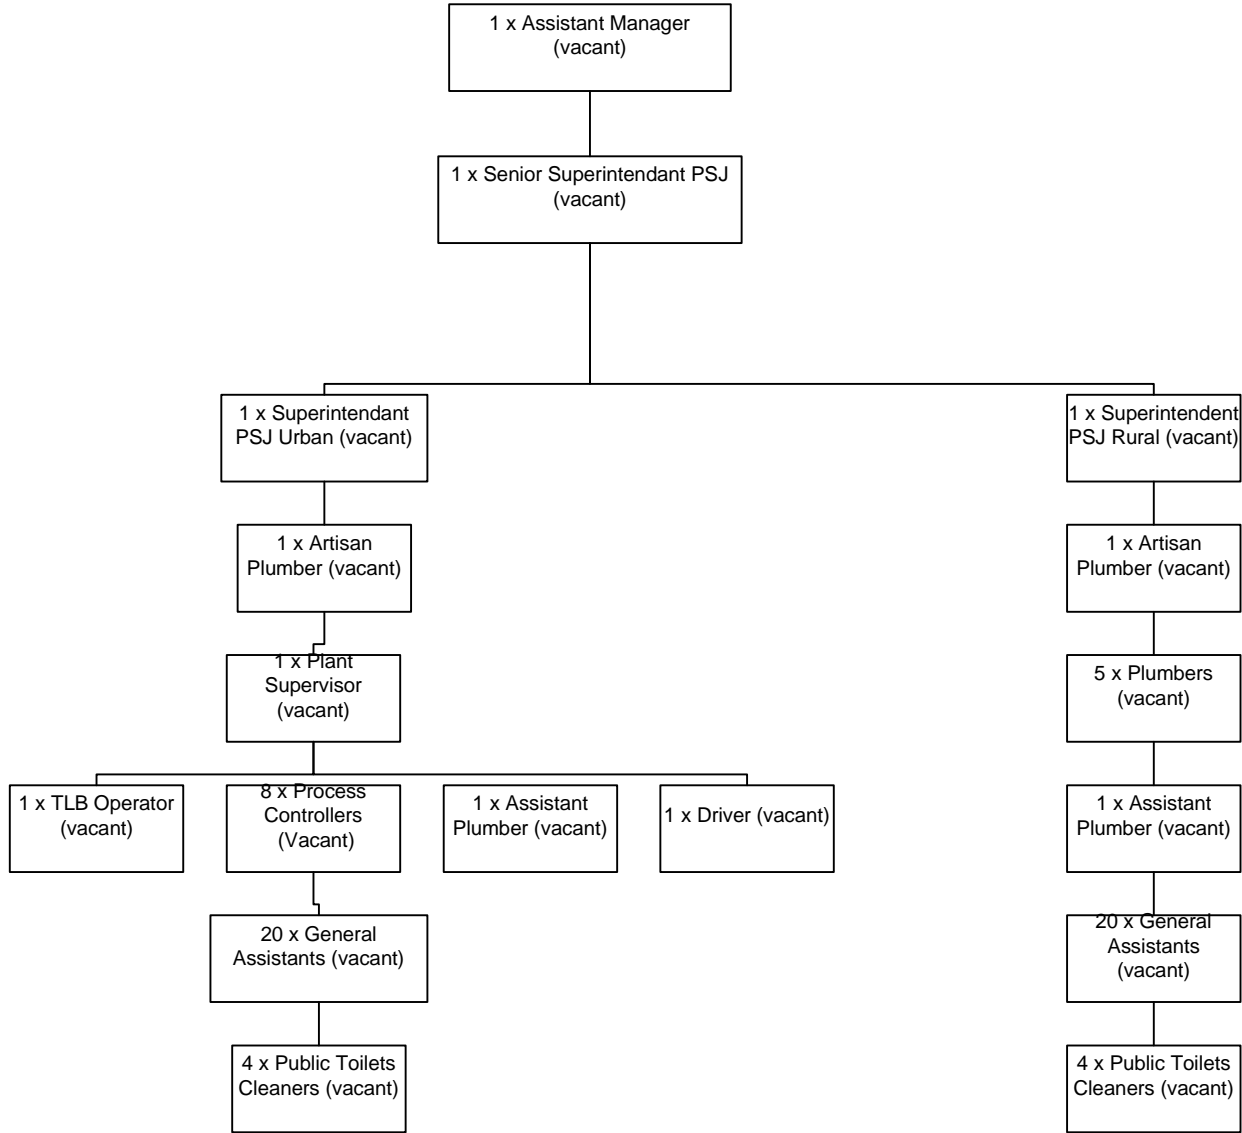 1 x Assistant Manager
(vacant)
1 x Senior Superintendant PSJ
(vacant)
1 x Superintendant
PSJ Urban (vacant)
1 x Superintendent
PSJ Rural (vacant)
1 x Artisan
Plumber (vacant)
1 x Artisan
Plumber (vacant)
1 x Plant
Supervisor
(vacant)
5 x Plumbers
(vacant)
1 x TLB Operator
(vacant)
8 x Process
Controllers
(Vacant)
1 x Assistant
Plumber (vacant)
1 x Driver (vacant)
1 x Assistant
Plumber (vacant)
20 x General
Assistants (vacant)
20 x General
Assistants
(vacant)
4 x Public Toilets
Cleaners (vacant)
4 x Public Toilets
Cleaners (vacant)